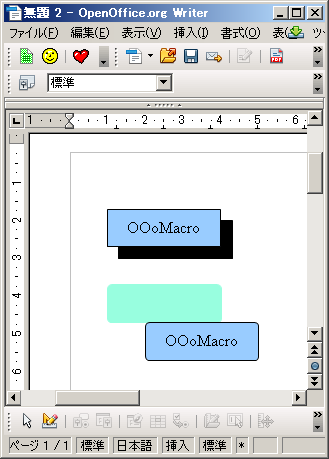 無題 2 - OpenOffice.org Writer
ファイル(F) 編集(E) 表示(V) 挿入(I) 書式(O) 表(
ツ
標準
1 1 2 3 4 5 6
1
1
2
3
4
5
OOoMacro
OOoMacro
ページ 1 / 1 標準 日本語 挿入 標準 *